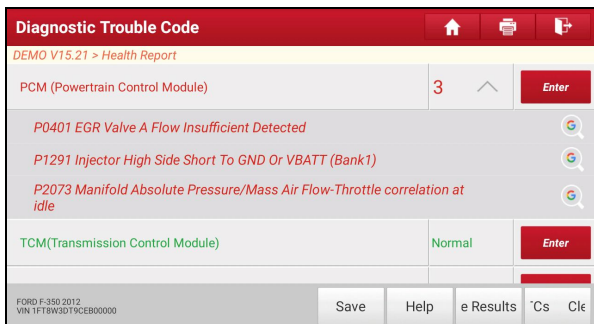 Diagnostic Trouble Code
DEMO V15.21 > Health Report
PCM (Powertrain Control Module) 3 Enter
P0401 EGR Valve A Flow Insufficient Detected
P1291 Injector High Side Short To GND Or VBATT (Bank1)
P2073 Manifold Absolute Pressure/Mass Air Flow-Throttle correlation at
idle
TCM(Transmission Control Module) Normal Enter
FORD F-350 2012
VIN 1FT8W3DT9CEB00000
Save Help e Results Cs Cle